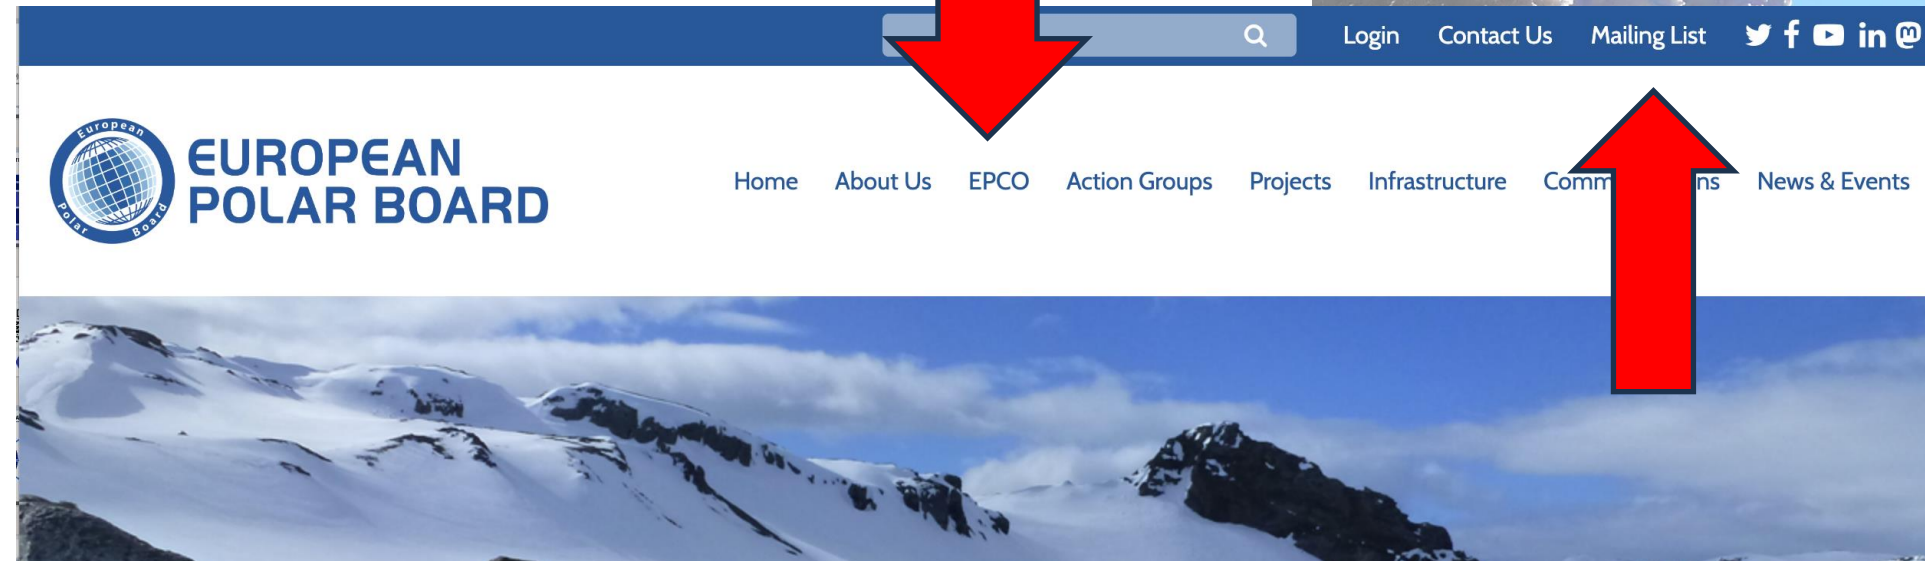 Login Contact Us Mailing List
European
Polar Board
EUROPEAN
POLAR BOARD
Home About Us EPCO Action Groups Projects Infrastructure News & Events